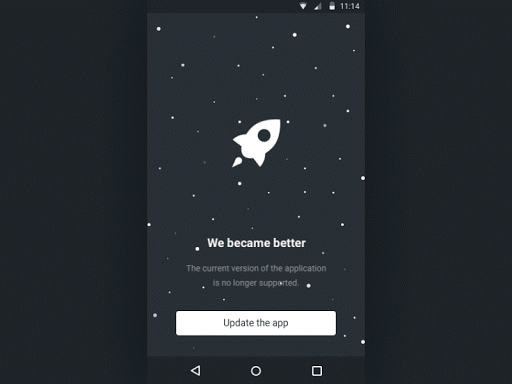 11:14
We became better
The current version of the application
is no longer supported.
Update the app